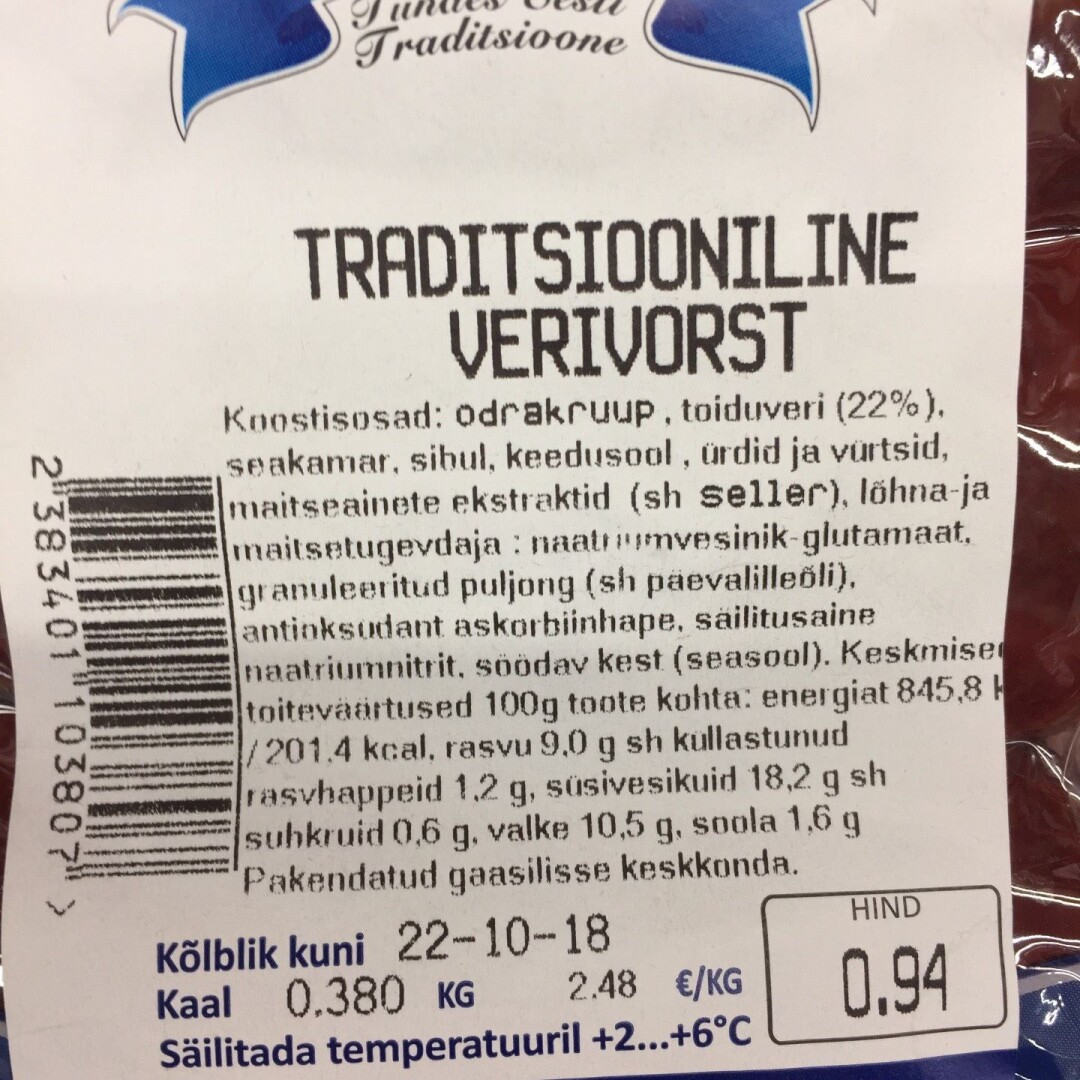 Tundes Eesti
Traditsioone
TRADITSIOONILINE
VERIVORST
Koostisosad: odrakruup, toiduveri (22%),
seakamar, sibul, keedusool, ürdid ja vürtsid,
maitseainete ekstraktid (sh seller), lõhna-ja
maitsetugevdaja : naatriumvesinik-glutamaat,
granuleeritud puljong (sh päevalilleõli),
antioksüdant askorbiinhape, säilitusaine
naatriumnitrit, söödav kest (seasool). Keskmised
toiteväärtused 100g toote kohta: energiat 845,8 k
/ 201,4 kcal, rasvu 9,0 g sh küllastunud
rasvhappeid 1,2 g, süsivesikuid 18,2 g sh
suhkruid 0,6 g, valke 10,5 g, soola 1,6 g
Pakendatud gaasilisse keskkonda.
2 383401 103807 >
Kõlblik kuni 22-10-18
Kaal 0.380 KG 2.48 €/KG
HIND
0.94
Säilitada temperatuuril +2...+6°C